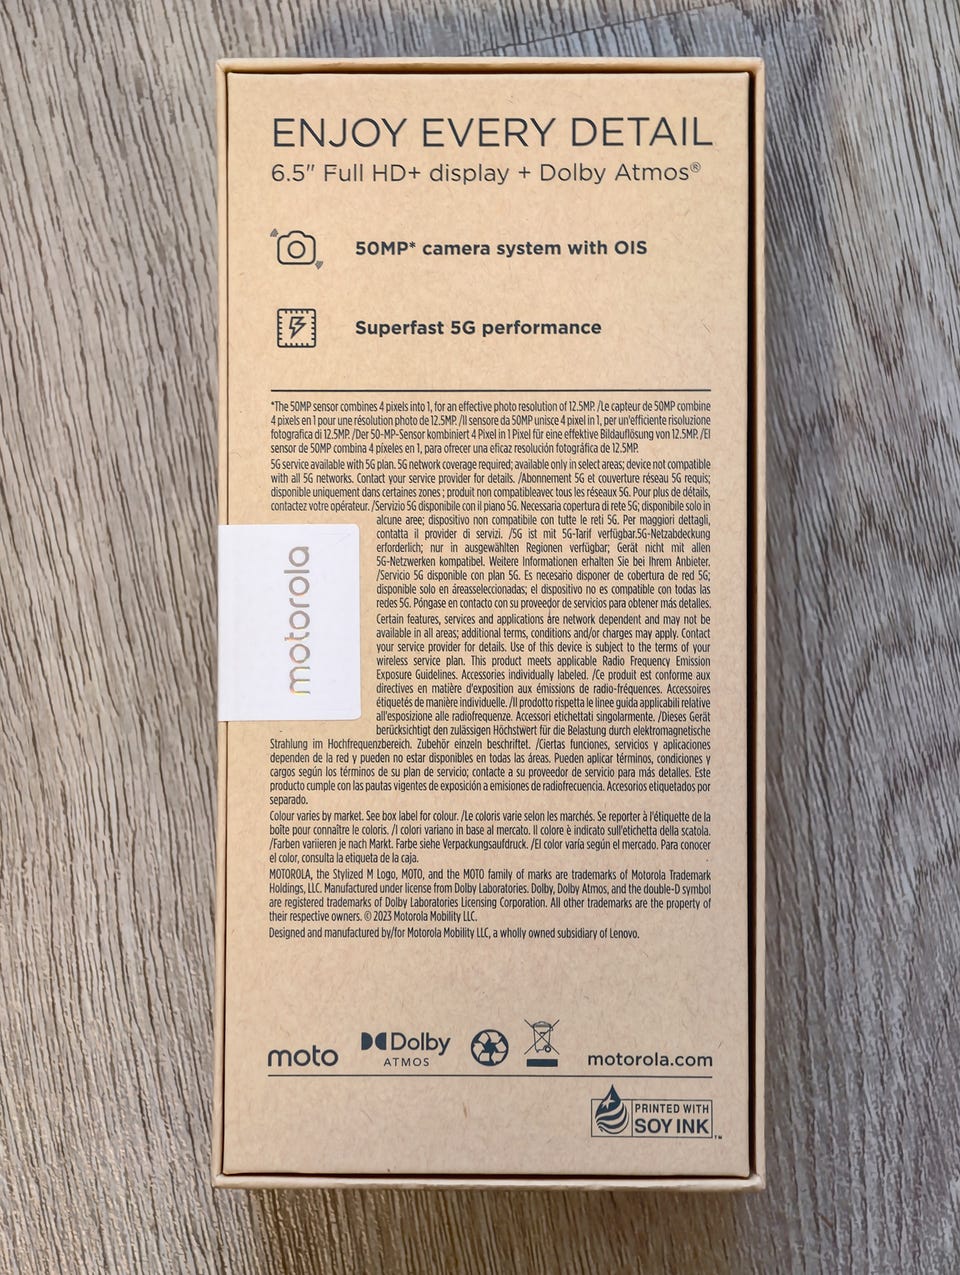 ENJOY EVERY DETAIL
6.5" Full HD+ display + Dolby Atmos®
50MP* camera system with OIS
Superfast 5G performance
*The 50MP sensor combines 4 pixels into 1, for an effective photo resolution of 12.5MP. /Le capteur de 50MP combine
4 pixels en 1 pour une résolution photo de 12.5MP. /Il sensore da 50MP unisce 4 pixel in 1, per un'efficiente risoluzione
fotografica di 12.5MP. /Der 50-MP-Sensor kombiniert 4 Pixel in 1 Pixel für eine effektive Bildauflösung von 12.5MP. /El
sensor de 50MP combina 4 píxeles en 1, para ofrecer una eficaz resolución fotográfica de 12.5MP.
5G service available with 5G plan. 5G network coverage required; available only in select areas; device not compatible
with all 5G networks. Contact your service provider for details. /Abonnement 5G et couverture réseau 5G requis;
disponible uniquement dans certaines zones ; produit non compatibleavec tous les réseaux 5G. Pour plus de détails,
contactez votre opérateur. /Servizio 5G disponibile con il piano 5G. Necessaria copertura di rete 5G; disponibile solo in
alcune aree; dispositivo non compatibile con tutte le reti 5G. Per maggiori dettagli,
contatta il provider di servizi. /5G ist mit 5G-Tarif verfügbar.5G-Netzabdeckung
erforderlich; nur in ausgewählten Regionen verfügbar; Gerät nicht mit allen
5G-Netzwerken kompatibel. Weitere Informationen erhalten Sie bei Ihrem Anbieter.
/Servicio 5G disponible con plan 5G. Es necesario disponer de cobertura de red 5G;
disponible solo en áreasseleccionadas; el dispositivo no es compatible con todas las
redes 5G. Póngase en contacto con su proveedor de servicios para obtener más detalles.
motorola
Certain features, services and applications are network dependent and may not be
available in all areas; additional terms, conditions and/or charges may apply. Contact
your service provider for details. Use of this device is subject to the terms of your
wireless service plan. This product meets applicable Radio Frequency Emission
Exposure Guidelines. Accessories individually labeled. /Ce produit est conforme aux
directives en matière d'exposition aux émissions de radio-fréquences. Accessoires
étiquetés de manière individuelle. /Il prodotto rispetta le linee guida applicabili relative
all'esposizione alle radiofrequenze. Accessori etichettati singolarmente. /Dieses Gerät
berücksichtigt den zulässigen Höchstwert für die Belastung durch elektromagnetische
Strahlung im Hochfrequenzbereich. Zubehör einzeln beschriftet. /Ciertas funciones, servicios y aplicaciones
dependen de la red y pueden no estar disponibles en todas las áreas. Pueden aplicar términos, condiciones y
cargos según los términos de su plan de servicio; contacte a su proveedor de servicio para más detalles. Este
producto cumple con las pautas vigentes de exposición a emisiones de radiofrecuencia. Accesorios etiquetados por
separado.
Colour varies by market. See box label for colour. /Le coloris varie selon les marchés. Se reporter à l'étiquette de la
boîte pour connaître le coloris. /I colori variano in base al mercato. Il colore è indicato sull'etichetta della scatola.
/Farben variieren je nach Markt. Farbe siehe Verpackungsaufdruck. /El color varía según el mercado. Para conocer
el color, consulta la etiqueta de la caja.
MOTOROLA, the Stylized M Logo, MOTO, and the MOTO family of marks are trademarks of Motorola Trademark
Holdings, LLC. Manufactured under license from Dolby Laboratories. Dolby, Dolby Atmos, and the double-D symbol
are registered trademarks of Dolby Laboratories Licensing Corporation. All other trademarks are the property of
their respective owners. © 2023 Motorola Mobility LLC.
Designed and manufactured by/for Motorola Mobility LLC, a wholly owned subsidiary of Lenovo.
moto
Dolby
ATMOS
motorola.com
PRINTED WITH
SOY INK™